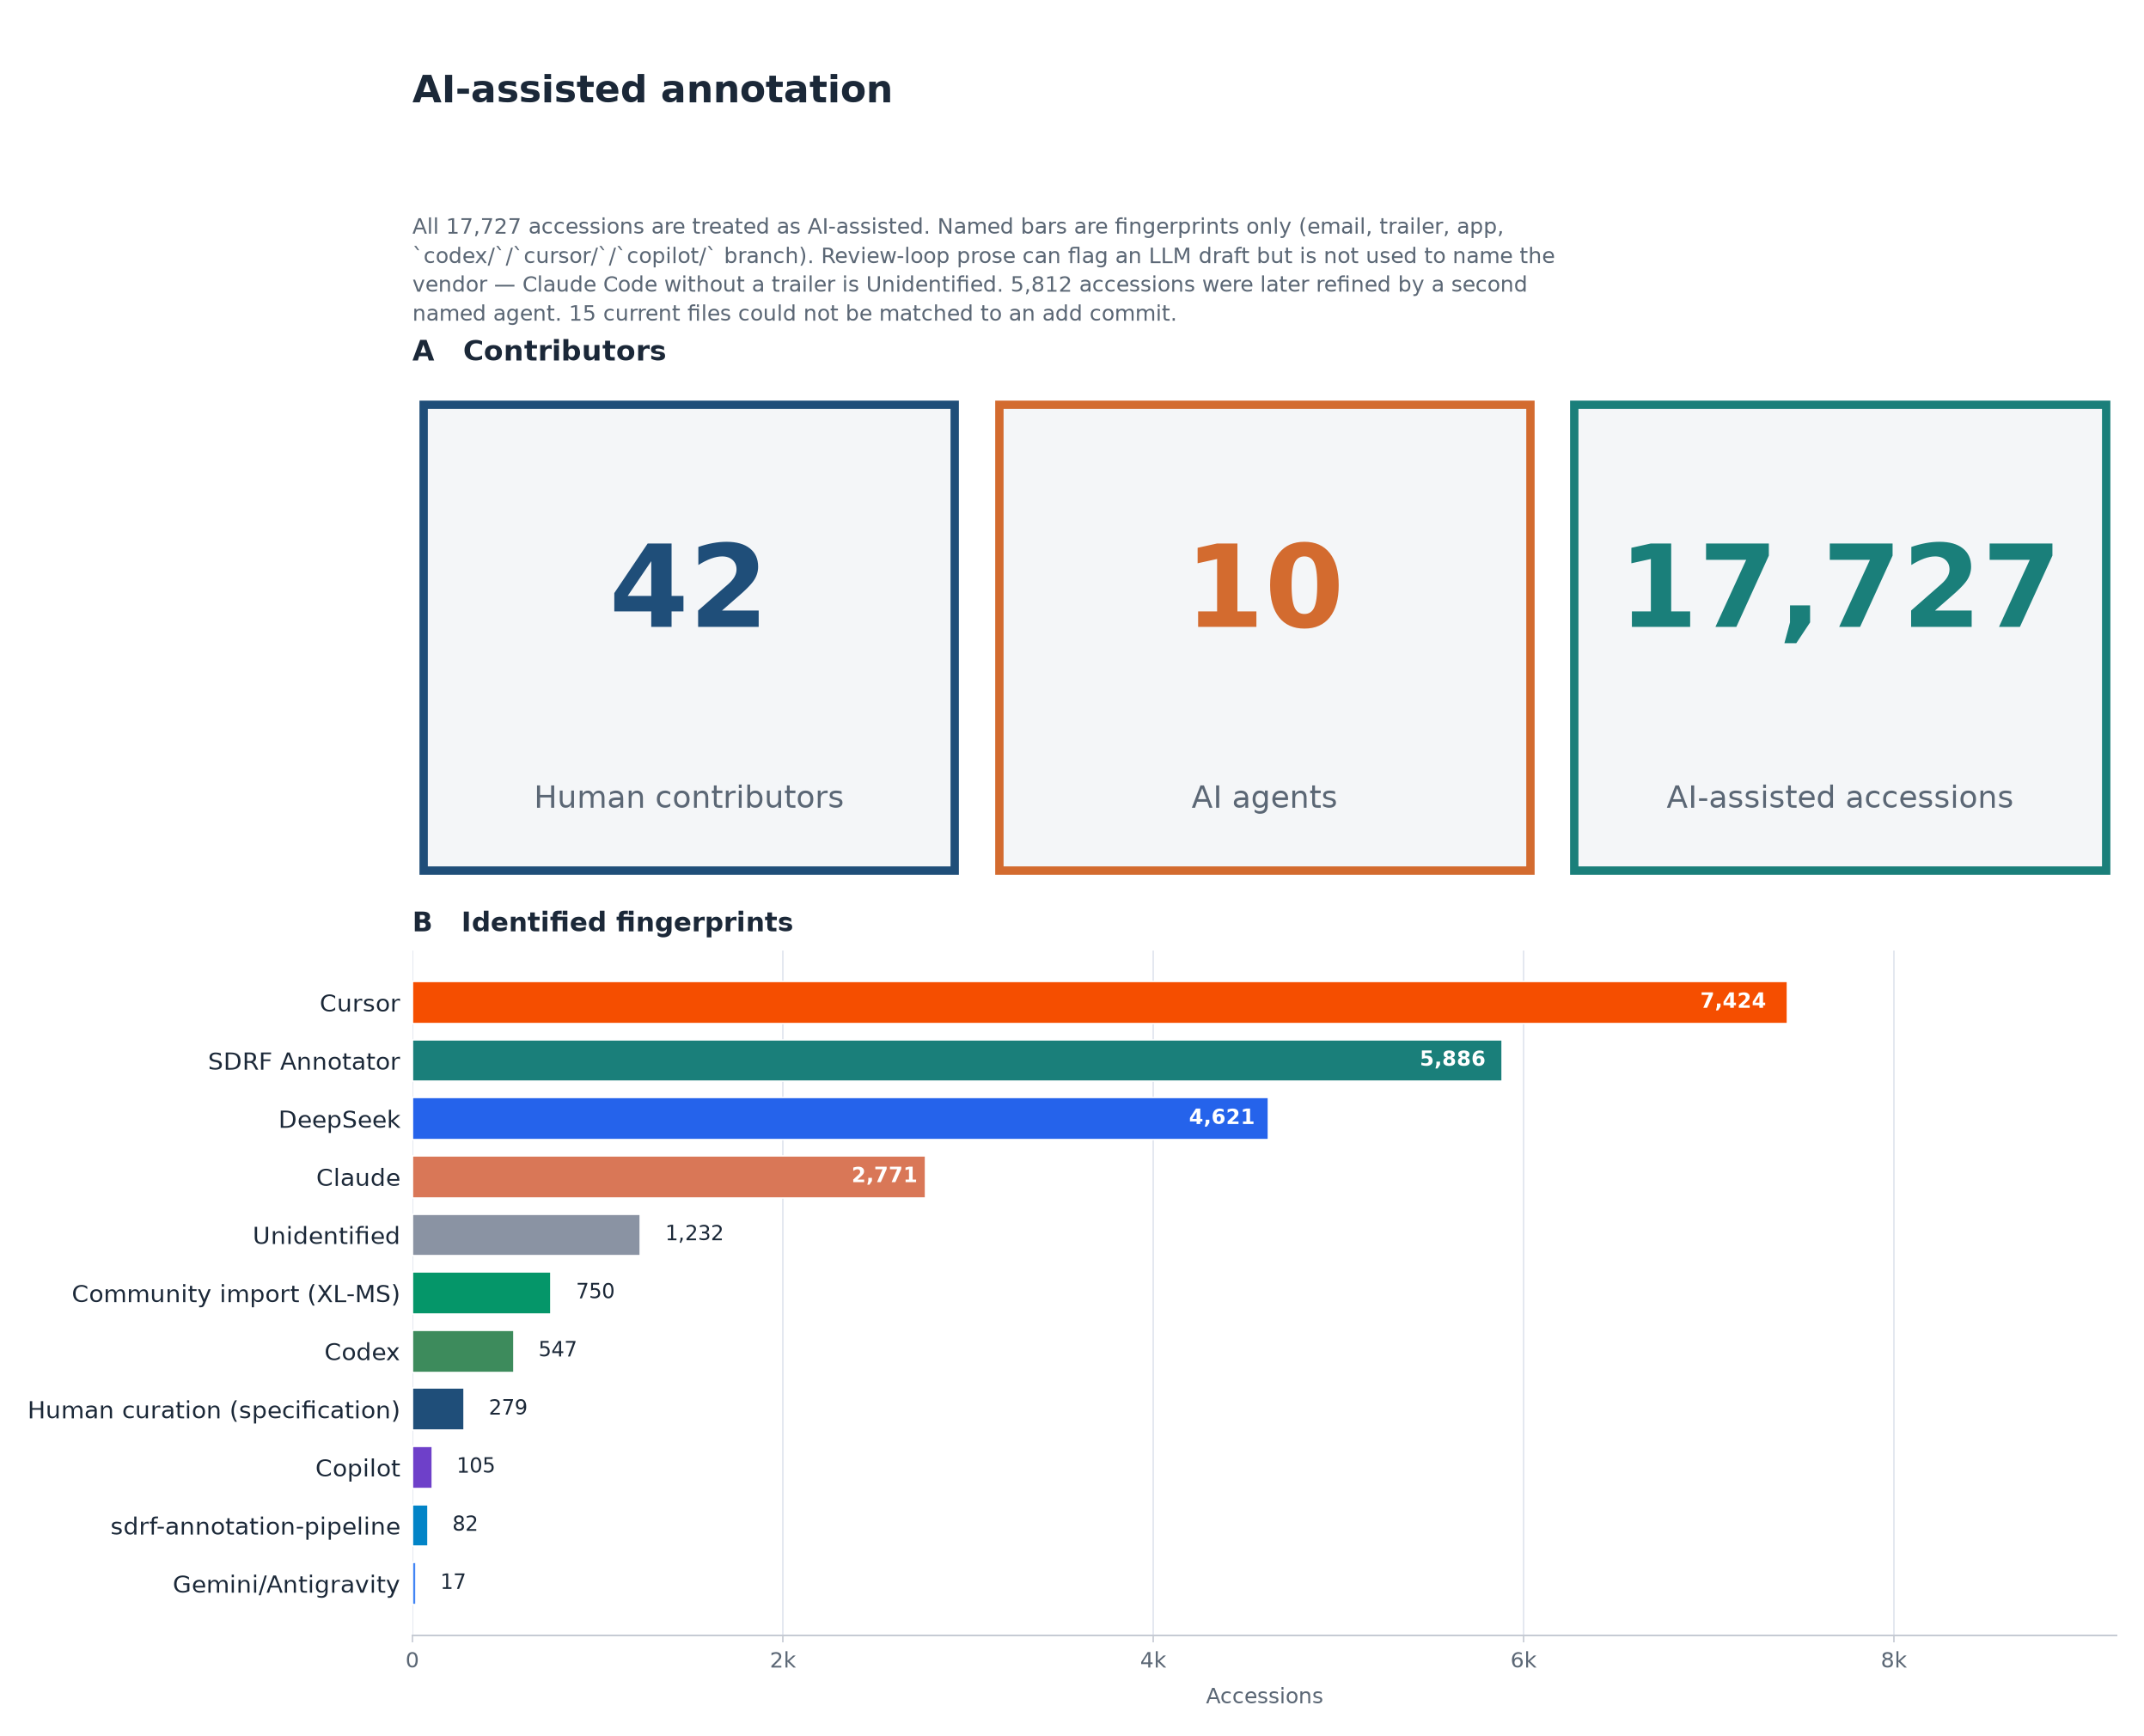 AI-assisted annotation
All 17,727 accessions are treated as AI-assisted. Named bars are fingerprints only (email, trailer, app,
`codex/`/`cursor/`/`copilot/` branch). Review-loop prose can flag an LLM draft but is not used to name the
vendor — Claude Code without a trailer is Unidentified. 5,812 accessions were later refined by a second
named agent. 15 current files could not be matched to an add commit.
A Contributors
42
Human contributors
10
AI agents
17,727
AI-assisted accessions
B Identified fingerprints
Cursor 7,424
SDRF Annotator 5,886
DeepSeek 4,621
Claude 2,771
Unidentified 1,232
Community import (XL-MS) 750
Codex 547
Human curation (specification) 279
Copilot 105
sdrf-annotation-pipeline 82
Gemini/Antigravity 17
0 2k 4k 6k 8k
Accessions